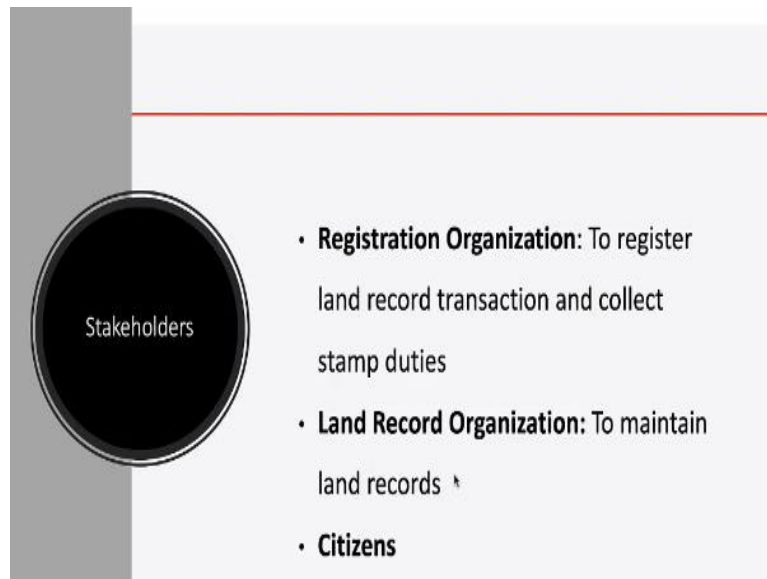 Stakeholders
• Registration Organization: To register
land record transaction and collect
stamp duties
• Land Record Organization: To maintain
land records
• Citizens